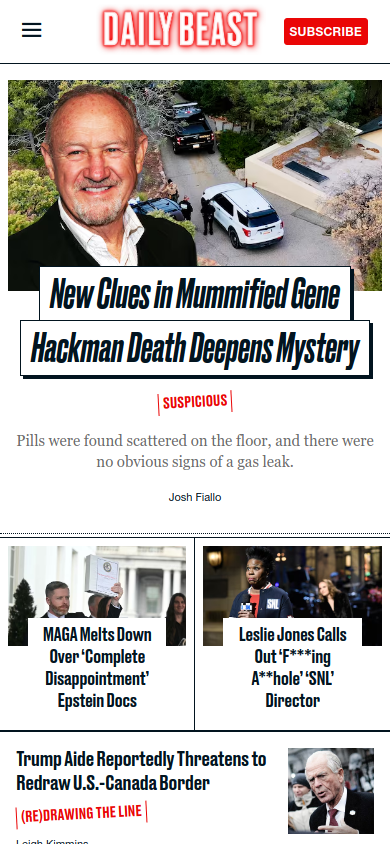 DAILY BEAST
SUBSCRIBE
New Clues in Mummified Gene
Hackman Death Deepens Mystery
SUSPICIOUS
Pills were found scattered on the floor, and there were
no obvious signs of a gas leak.
Josh Fiallo
SNL
MAGA Melts Down
Over ‘Complete
Disappointment’
Epstein Docs
Leslie Jones Calls
Out ‘F***ing
A**hole’ ‘SNL’
Director
Trump Aide Reportedly Threatens to
Redraw U.S.-Canada Border
(RE)DRAWING THE LINE
Leigh Kimmins